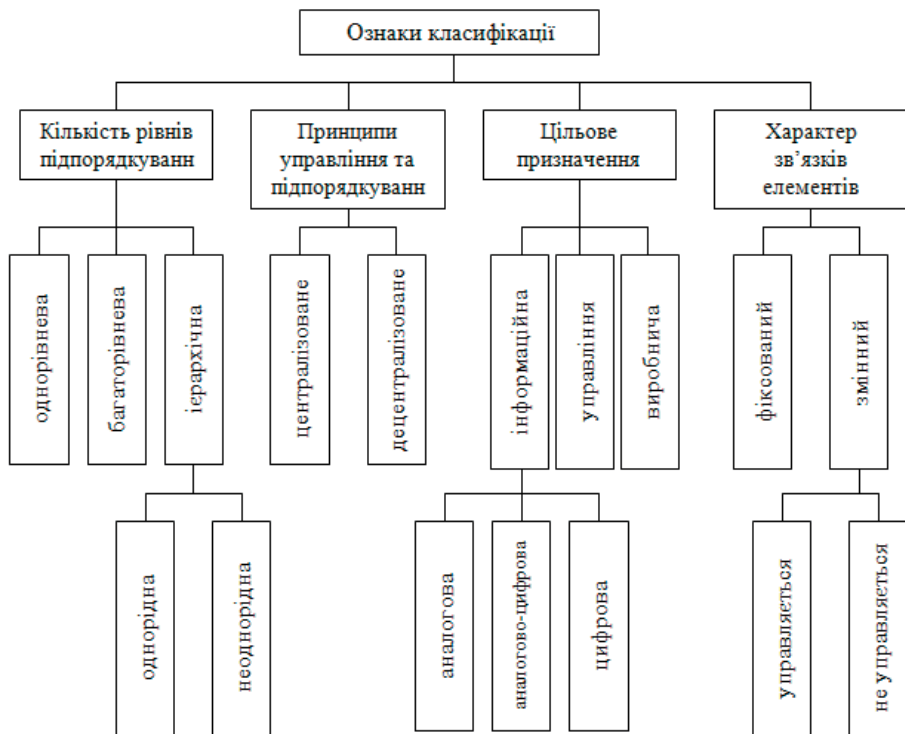 Ознаки класифікації
Кількість рівнів
підпорядкуванн
Принципи
управління та
підпорядкуванн
Цільове
призначення
Характер
зв’язків
елементів
однорівнева
багаторівнева
ієрархічна
централізоване
децентралізоване
інформаційна
управління
виробнича
фіксований
змінний
однорідна
неоднорідна
аналогова
аналогово-цифрова
цифрова
управляється
не управляється